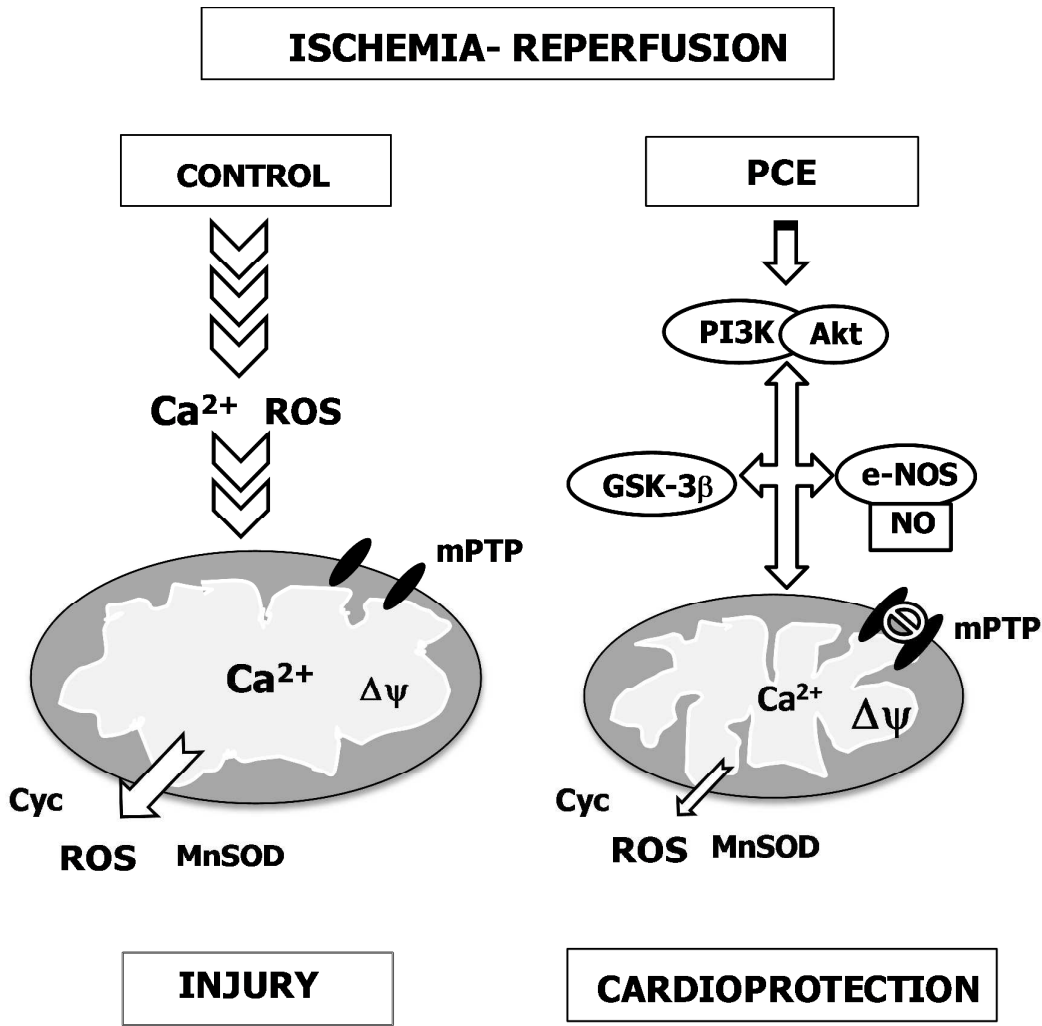 ISCHEMIA- REPERFUSION
CONTROL
Ca²⁺ ROS
mPTP
Ca²⁺ Δψ
Cyc
ROS MnSOD
INJURY
PCE
PI3K Akt
GSK-3β
e-NOS
NO
mPTP
Ca²⁺ Δψ
Cyc
ROS MnSOD
CARDIOPROTECTION